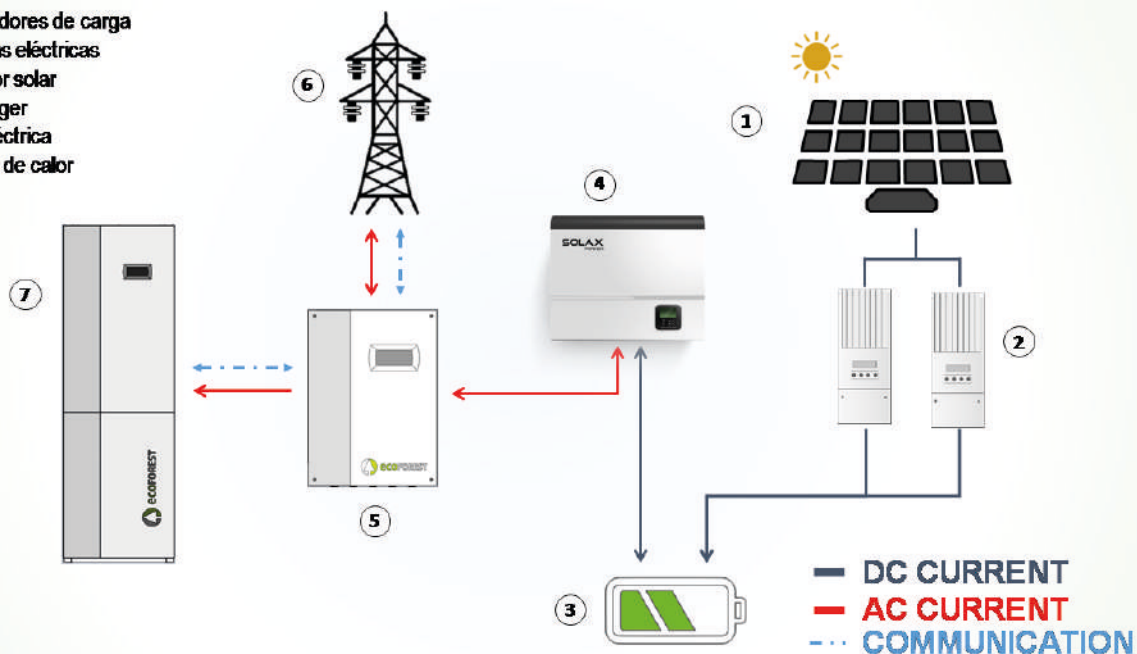 dores de carga
s eléctricas
r solar
ger
éctrica
de calor
6
1
4
SOLAX
POWER
7
2
ecoforest
ecoforest
5
3
DC CURRENT
AC CURRENT
COMMUNICATION